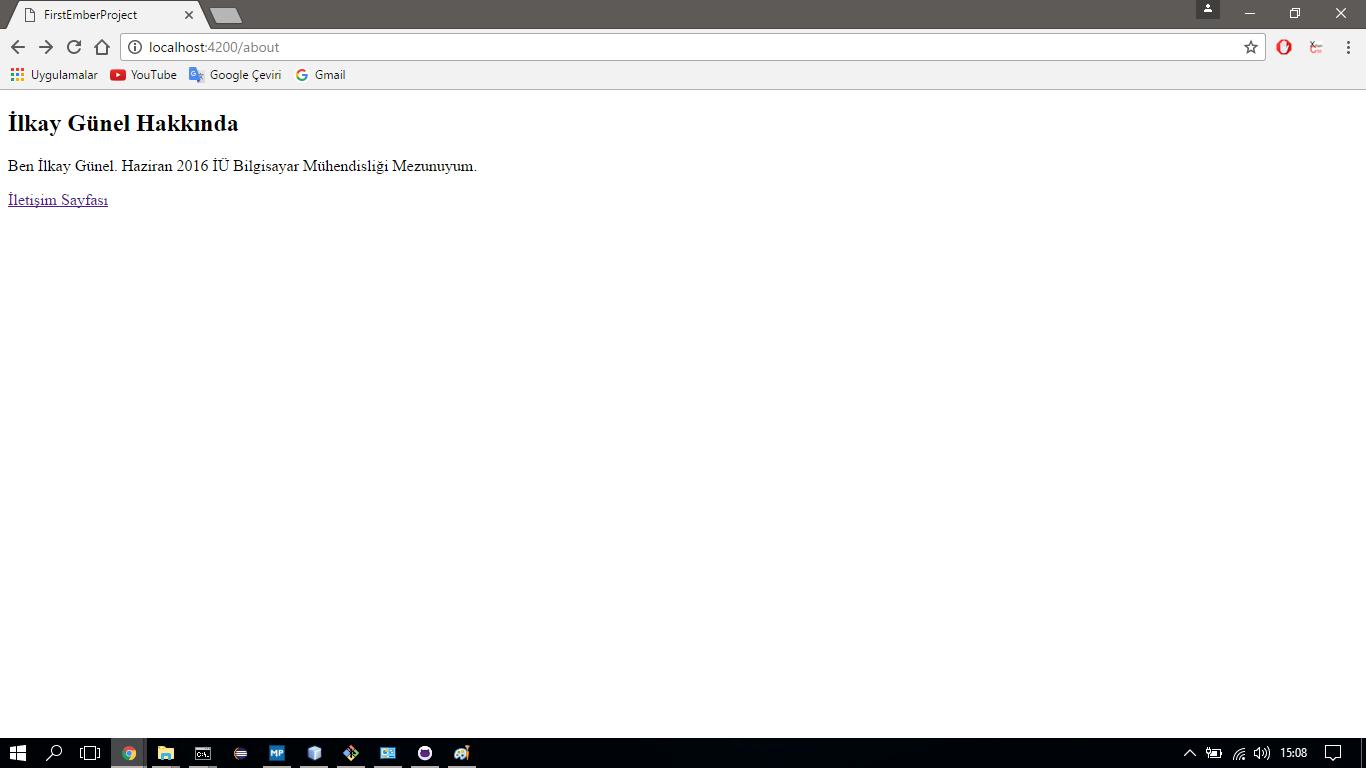 FirstEmberProject
localhost:4200/about
Uygulamalar YouTube Google Çeviri Gmail
İlkay Günel Hakkında
Ben İlkay Günel. Haziran 2016 İÜ Bilgisayar Mühendisliği Mezunuyum.
İletişim Sayfası
C:\.
MP
15:08